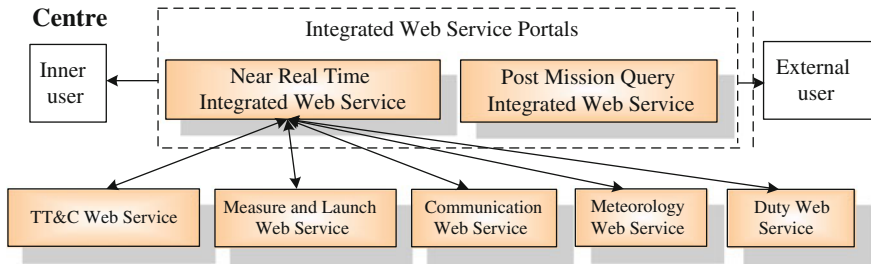 Centre
Integrated Web Service Portals
Inner
user
Near Real Time
Integrated Web Service
Post Mission Query
Integrated Web Service
External
user
TT&C Web Service
Measure and Launch
Web Service
Communication
Web Service
Meteorology
Web Service
Duty Web
Service